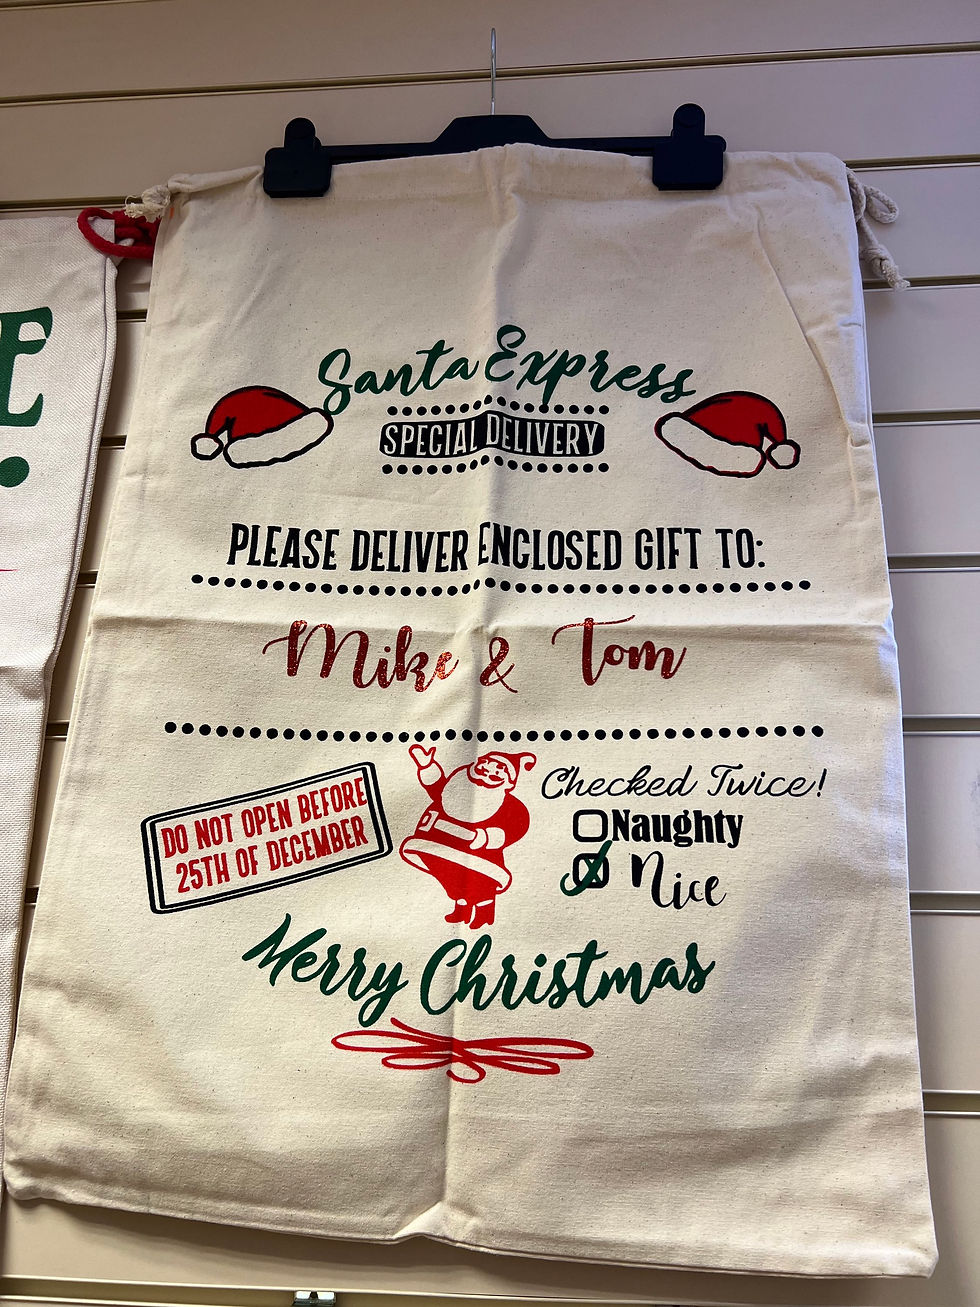 Santa Express
SPECIAL DELIVERY
PLEASE DELIVER ENCLOSED GIFT TO:
Mike & Tom
DO NOT OPEN BEFORE
25TH OF DECEMBER
Checked Twice!
Naughty
Nice
Merry Christmas
E